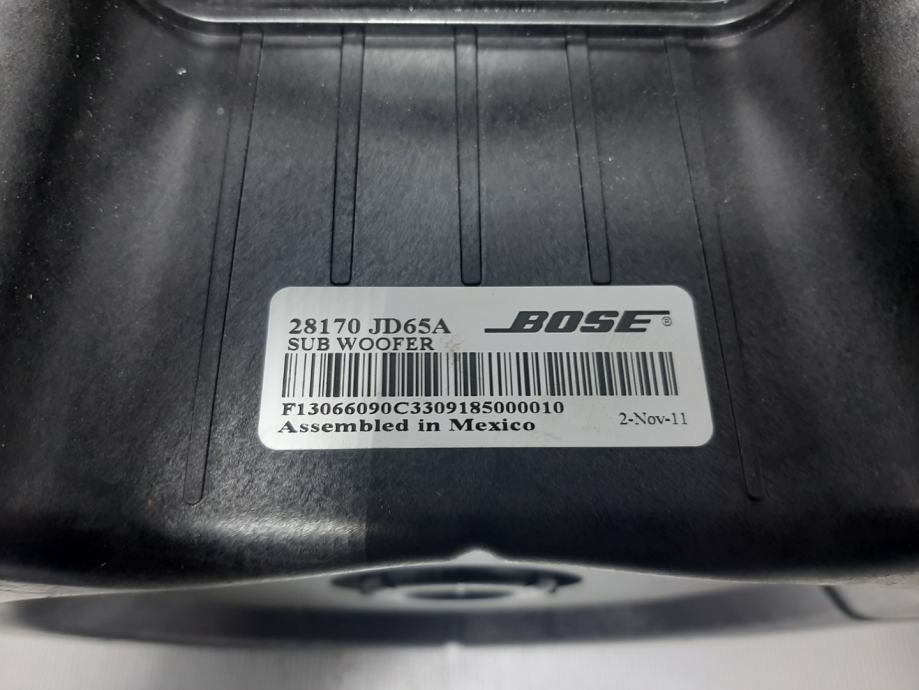 28170 JD65A BOSE®
SUB WOOFER
F13066090C3309185000010
Assembled in Mexico 2-Nov-11